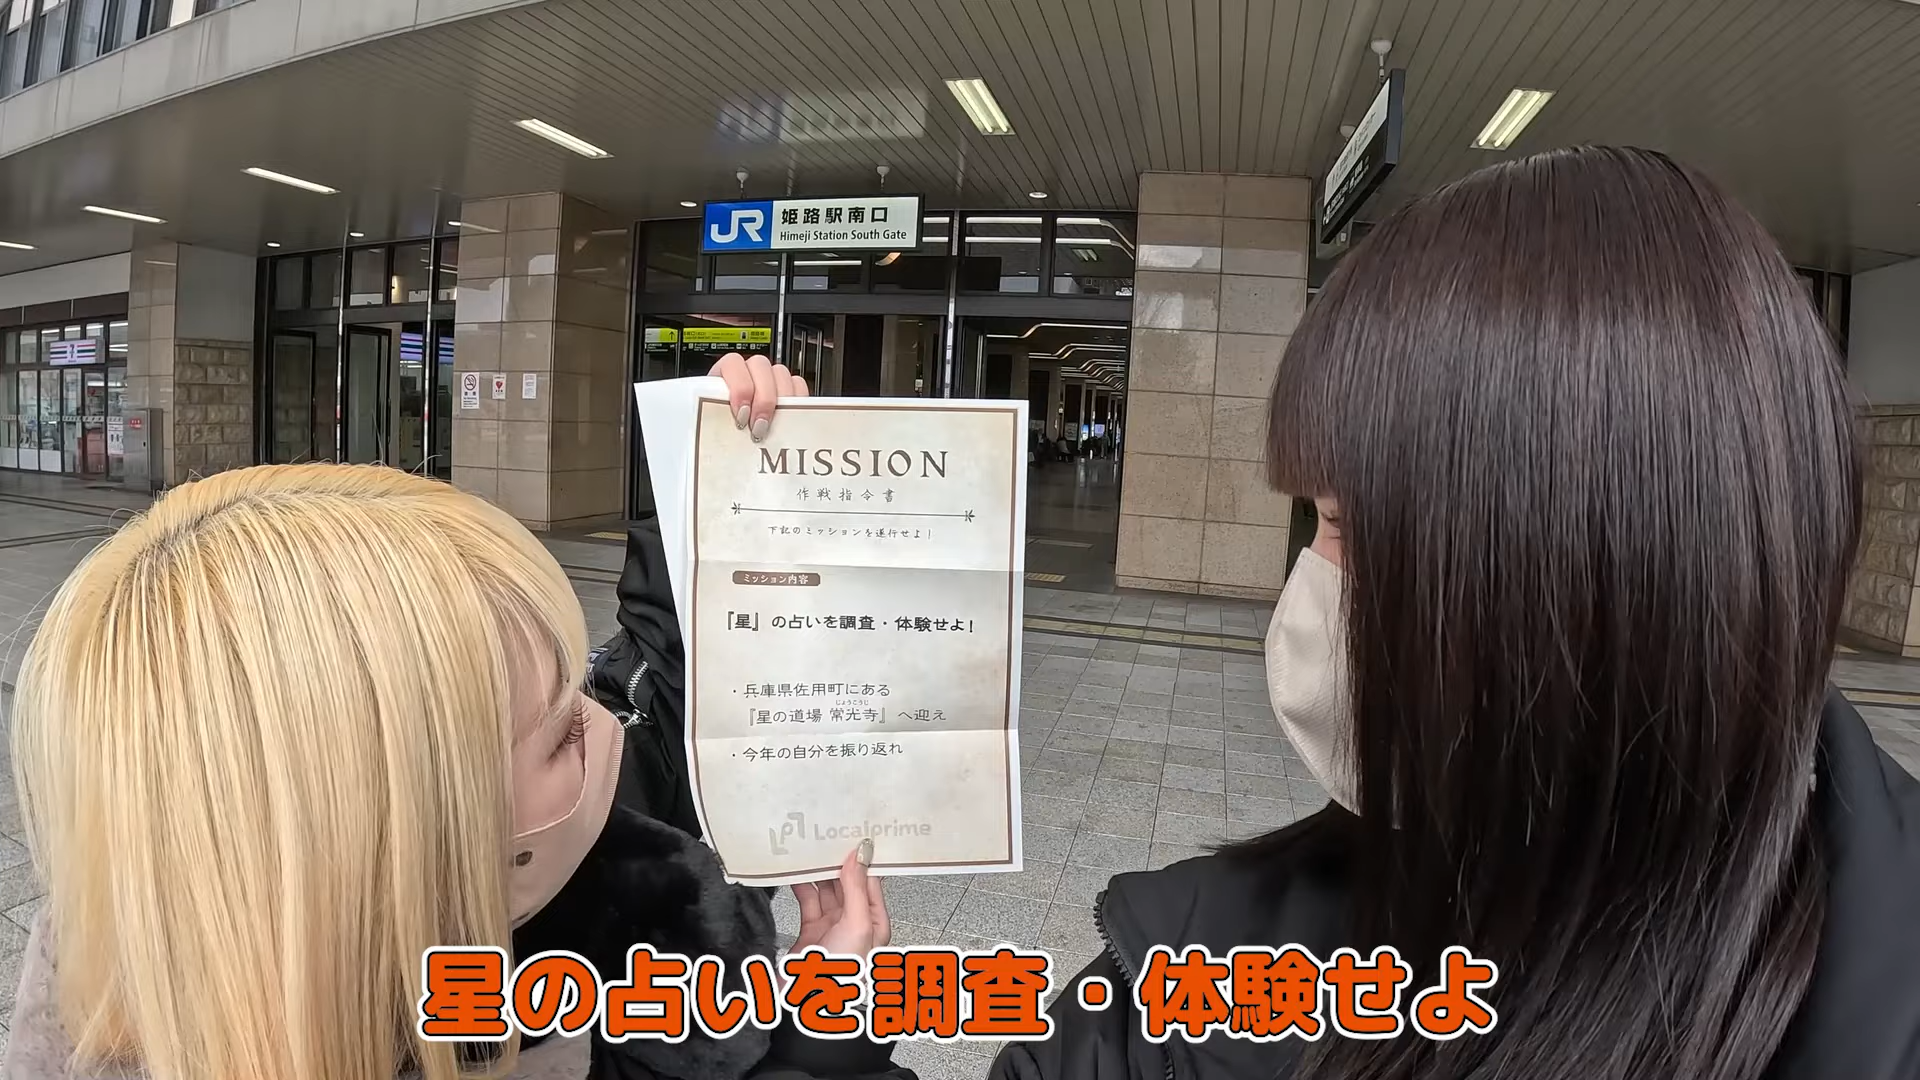 JR 姫路駅南口
Himeji Station South Gate
MISSION
作戦指令書
下記のミッションを遂行せよ!
ミッション内容
『星』の占いを調査・体験せよ!
・兵庫県佐用町にある
じょうこうじ
『星の道場 常光寺』へ迎え
・今年の自分を振り返れ
Localprime
星の占いを調査・体験せよ